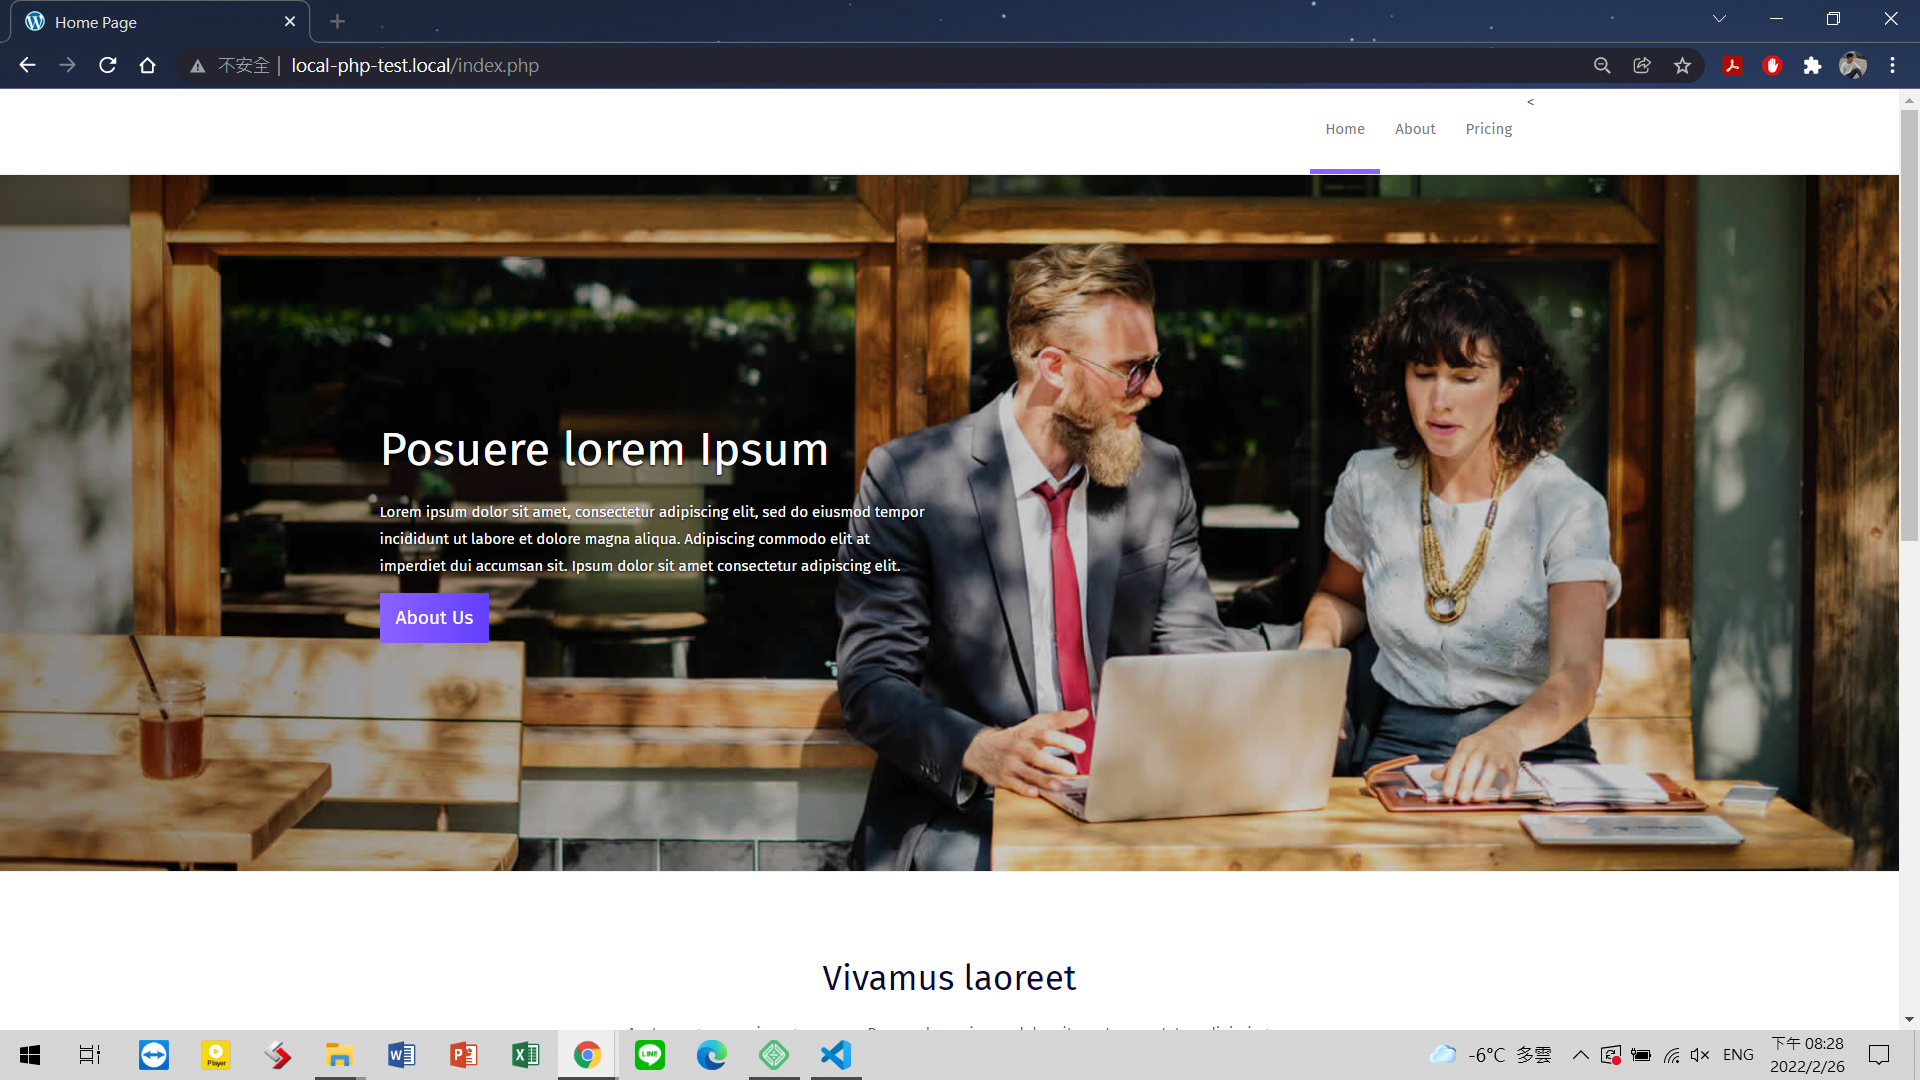 Home Page
不安全
local-php-test.local/index.php
<
Home
About
Pricing
Posuere lorem Ipsum
Lorem ipsum dolor sit amet, consectetur adipiscing elit, sed do eiusmod tempor
incididunt ut labore et dolore magna aliqua. Adipiscing commodo elit at
imperdiet dui accumsan sit. Ipsum dolor sit amet consectetur adipiscing elit.
About Us
Vivamus laoreet
Player
LINE
-6°C 多雲
ENG
下午 08:28
2022/2/26